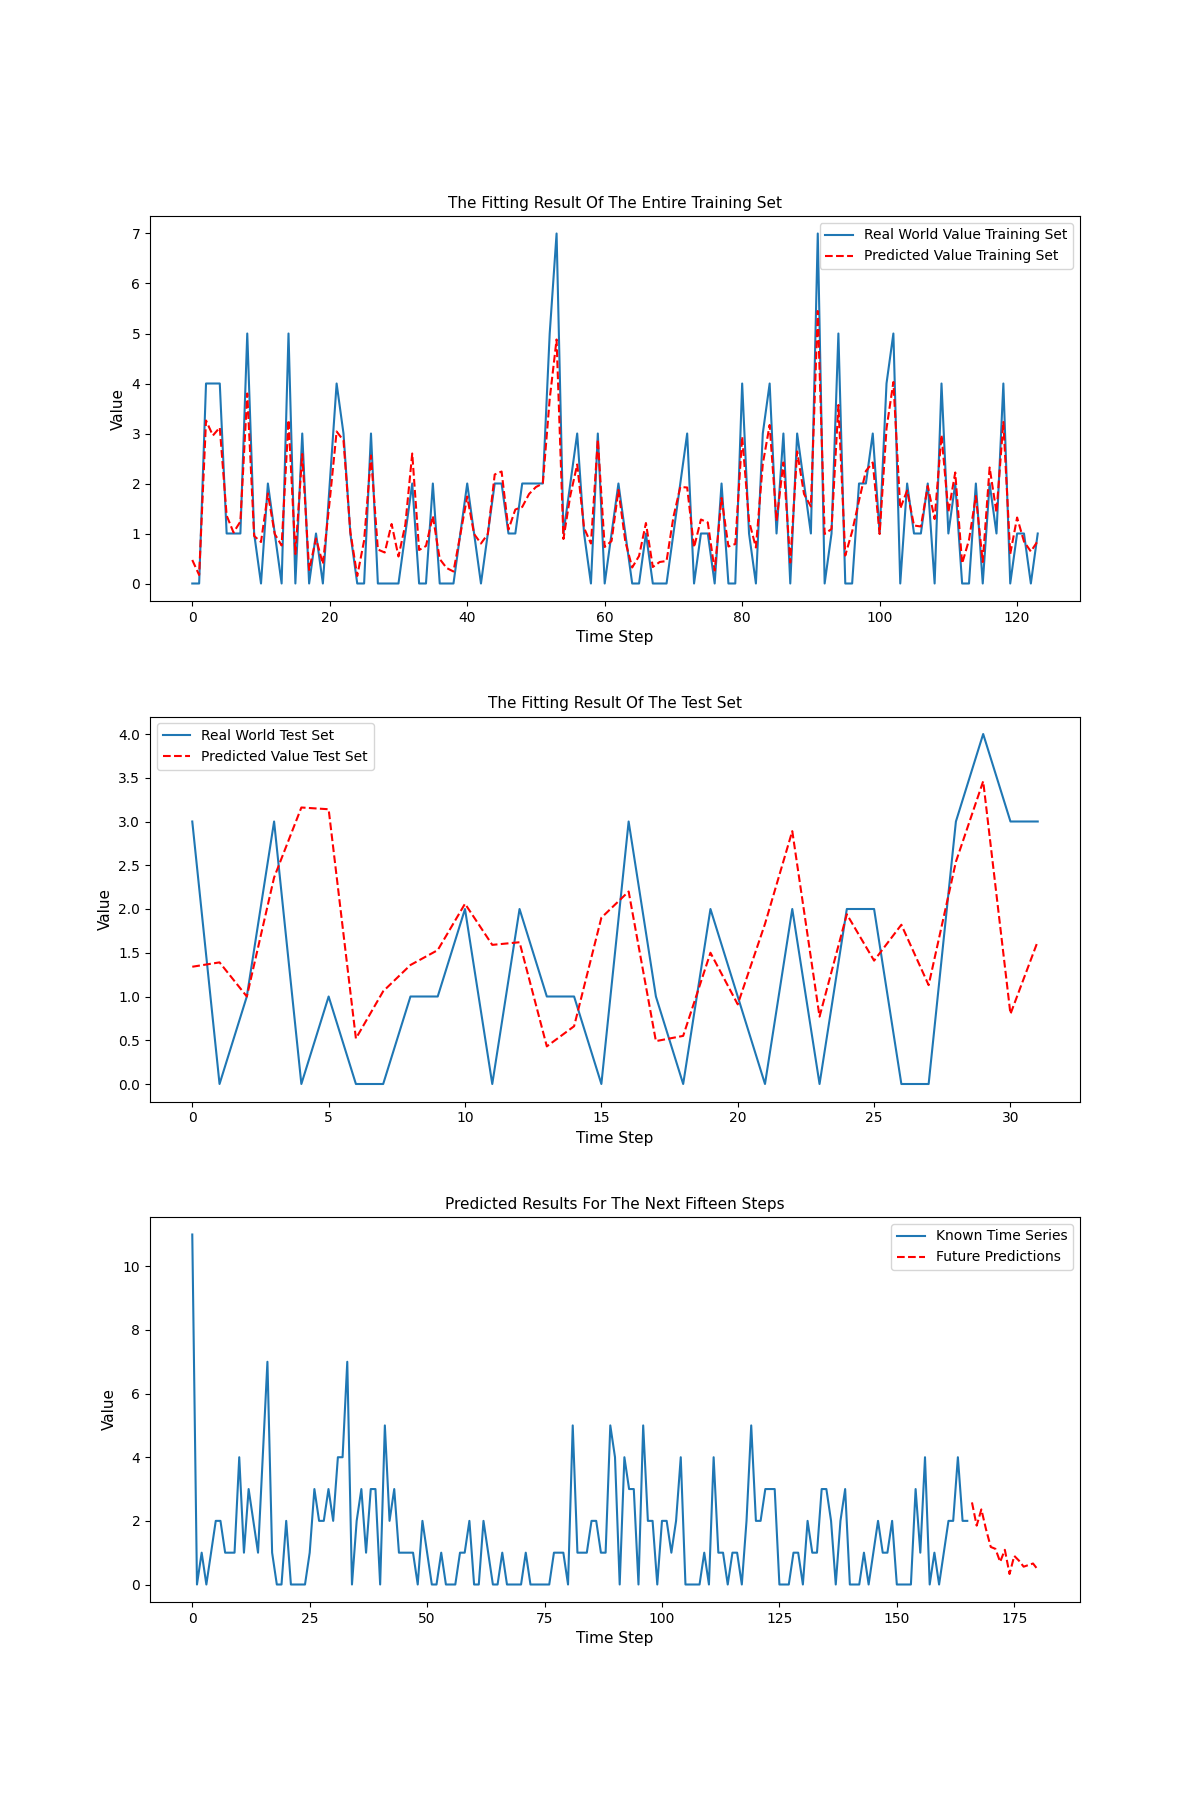 The Fitting Result Of The Entire Training Set
Real World Value Training Set
Predicted Value Training Set
Value
7
6
5
4
3
2
1
0
0 20 40 60 80 100 120
Time Step
The Fitting Result Of The Test Set
Real World Test Set
Predicted Value Test Set
Value
4.0
3.5
3.0
2.5
2.0
1.5
1.0
0.5
0.0
0 5 10 15 20 25 30
Time Step
Predicted Results For The Next Fifteen Steps
Known Time Series
Future Predictions
Value
10
8
6
4
2
0
0 25 50 75 100 125 150 175
Time Step